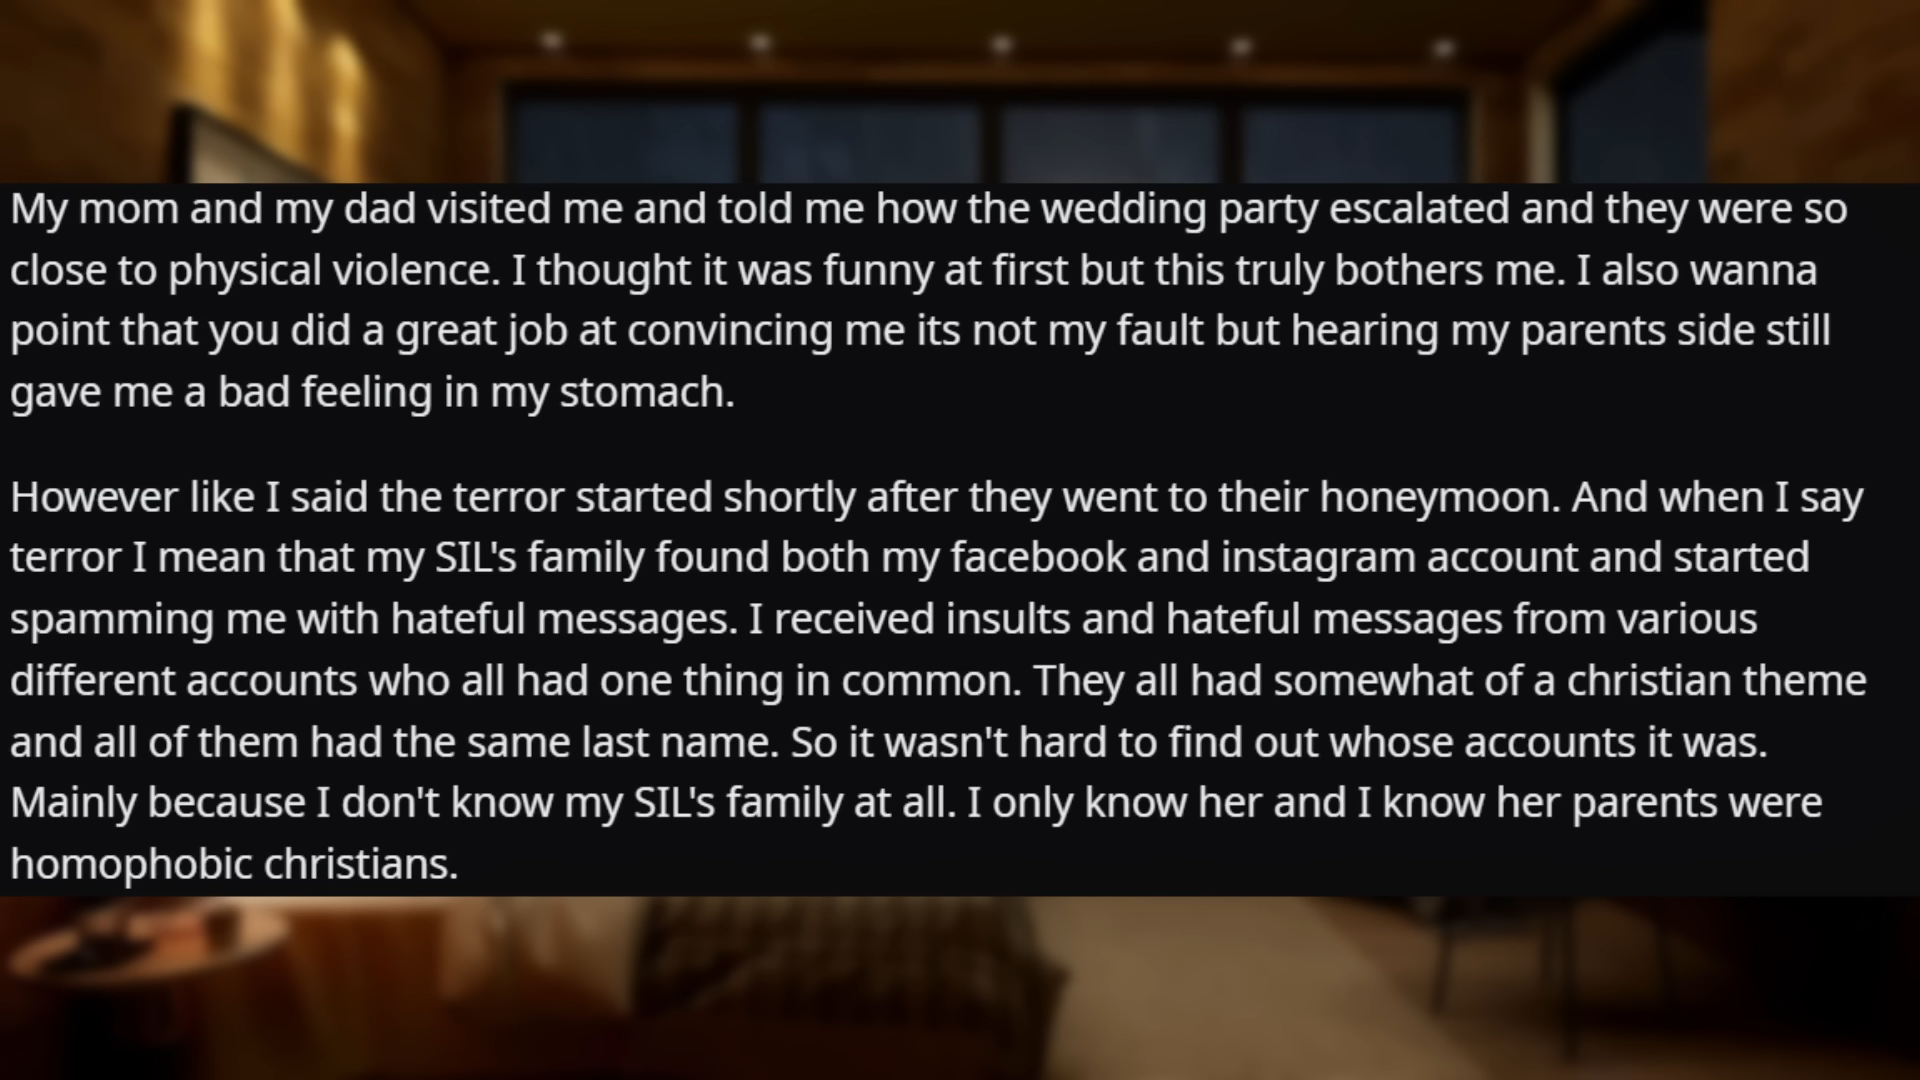 My mom and my dad visited me and told me how the wedding party escalated and they were so
close to physical violence. I thought it was funny at first but this truly bothers me. I also wanna
point that you did a great job at convincing me its not my fault but hearing my parents side still
gave me a bad feeling in my stomach.
However like I said the terror started shortly after they went to their honeymoon. And when I say
terror I mean that my SIL's family found both my facebook and instagram account and started
spamming me with hateful messages. I received insults and hateful messages from various
different accounts who all had one thing in common. They all had somewhat of a christian theme
and all of them had the same last name. So it wasn't hard to find out whose accounts it was.
Mainly because I don't know my SIL's family at all. I only know her and I know her parents were
homophobic christians.